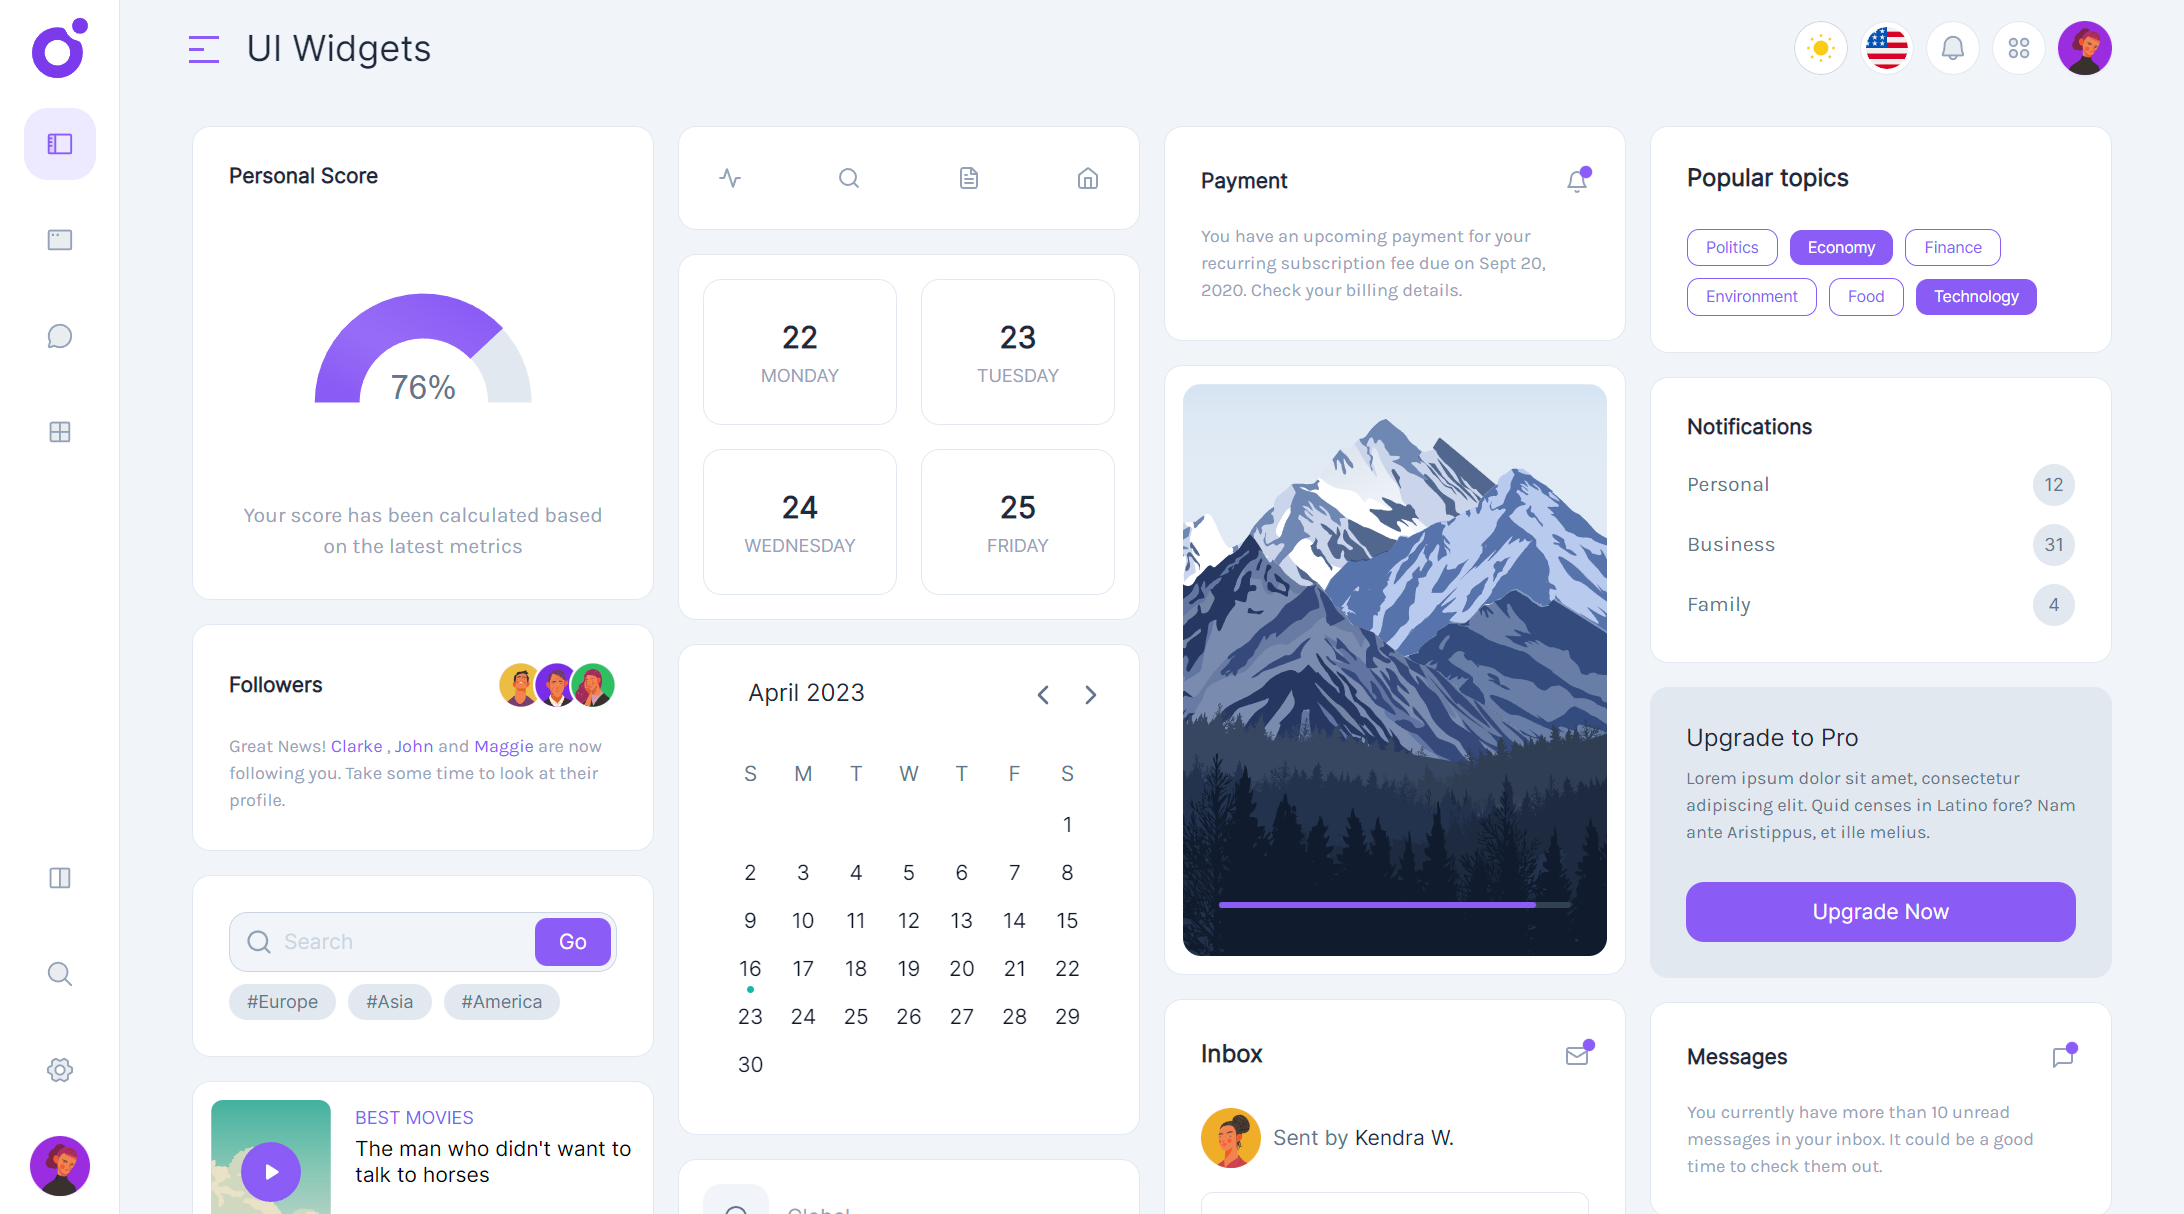 UI Widgets
Personal Score
76%
Your score has been calculated based
on the latest metrics
Followers
Great News! Clarke , John and Maggie are now
following you. Take some time to look at their
profile.
Search
Go
#Europe #Asia #America
BEST MOVIES
The man who didn't want to
talk to horses
22
MONDAY
23
TUESDAY
24
WEDNESDAY
25
FRIDAY
April 2023
S M T W T F S
1
2 3 4 5 6 7 8
9 10 11 12 13 14 15
16 17 18 19 20 21 22
23 24 25 26 27 28 29
30
Global
Payment
You have an upcoming payment for your
recurring subscription fee due on Sept 20,
2020. Check your billing details.
Inbox
Sent by Kendra W.
Popular topics
Politics Economy Finance
Environment Food Technology
Notifications
Personal 12
Business 31
Family 4
Upgrade to Pro
Lorem ipsum dolor sit amet, consectetur
adipiscing elit. Quid censes in Latino fore? Nam
ante Aristippus, et ille melius.
Upgrade Now
Messages
You currently have more than 10 unread
messages in your inbox. It could be a good
time to check them out.